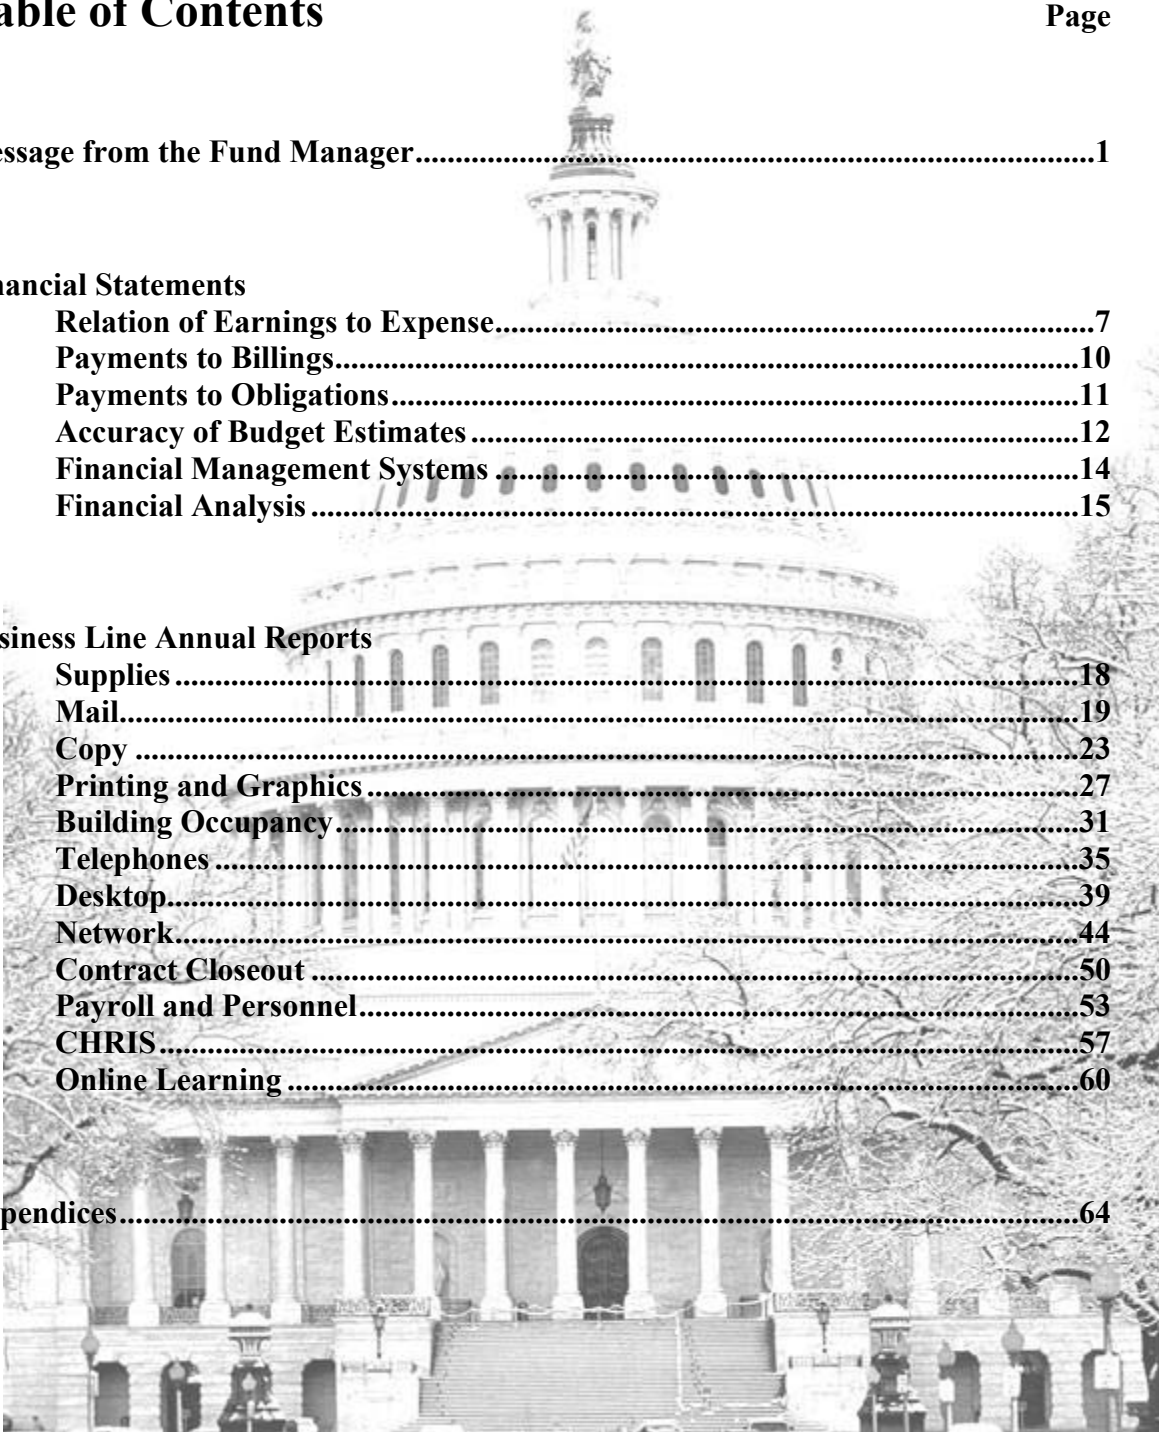 able of Contents Page
essage from the Fund Manager 1
ancial Statements
Relation of Earnings to Expense 7
Payments to Billings 10
Payments to Obligations 11
Accuracy of Budget Estimates 12
Financial Management Systems 14
Financial Analysis 15
siness Line Annual Reports
Supplies 18
Mail 19
Copy 23
Printing and Graphics 27
Building Occupancy 31
Telephones 35
Desktop 39
Network 44
Contract Closeout 50
Payroll and Personnel 53
CHRIS 57
Online Learning 60
pendices 64